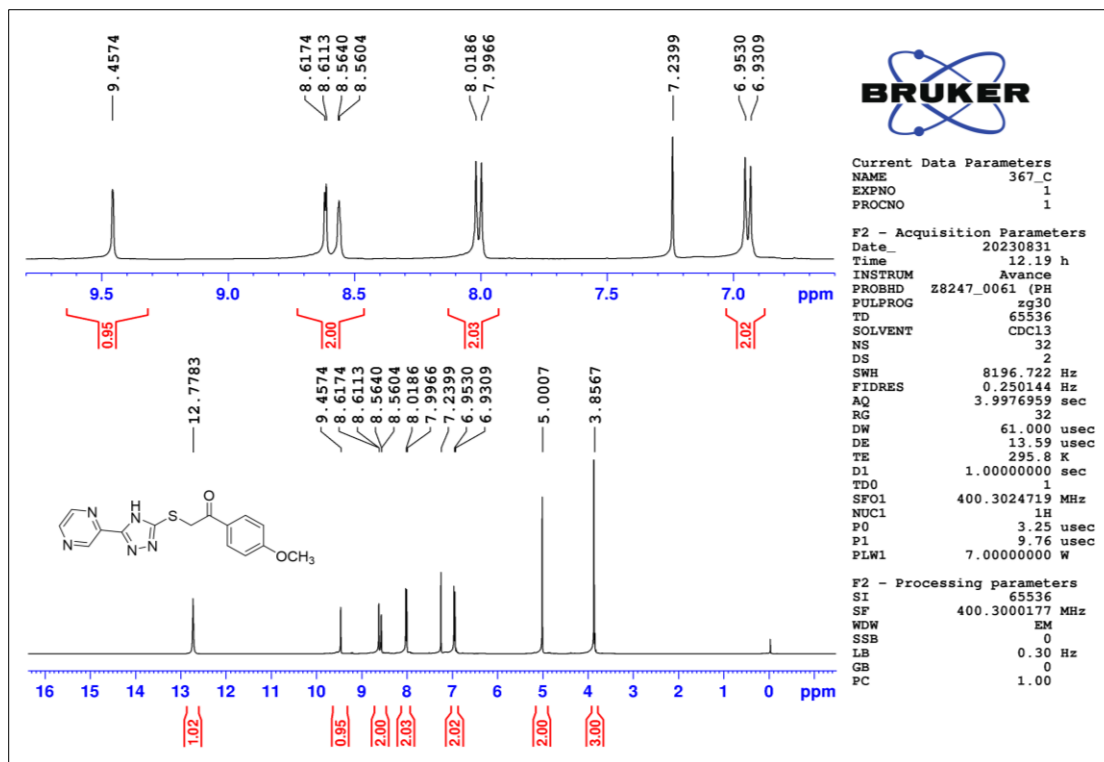 9.4574
8.6174
8.6113
8.5640
8.5604
8.0186
7.9966
7.2399
6.9530
6.9309
9.5 9.0 8.5 8.0 7.5 7.0 ppm
0.95 2.00 2.03 2.02
12.7783
9.4574
8.6174
8.6113
8.5640
8.5604
8.0186
7.9966
7.2399
6.9530
6.9309
5.0007
3.8567
N
N
H
N
N N
S
O
OCH3
16 15 14 13 12 11 10 9 8 7 6 5 4 3 2 1 0 ppm
1.02 0.95 2.00 2.03 2.02 2.00 3.00
BRUKER
Current Data Parameters
NAME 367_C
EXPNO 1
PROCNO 1
F2 - Acquisition Parameters
Date_ 20230831
Time 12.19 h
INSTRUM Avance
PROBHD Z8247_0061 (PH
PULPROG zg30
TD 65536
SOLVENT CDCl3
NS 32
DS 2
SWH 8196.722 Hz
FIDRES 0.250144 Hz
AQ 3.9976959 sec
RG 32
DW 61.000 usec
DE 13.59 usec
TE 295.8 K
D1 1.00000000 sec
TD0 1
SFO1 400.3024719 MHz
NUC1 1H
P0 3.25 usec
P1 9.76 usec
PLW1 7.00000000 W
F2 - Processing parameters
SI 65536
SF 400.3000177 MHz
WDW EM
SSB 0
LB 0.30 Hz
GB 0
PC 1.00